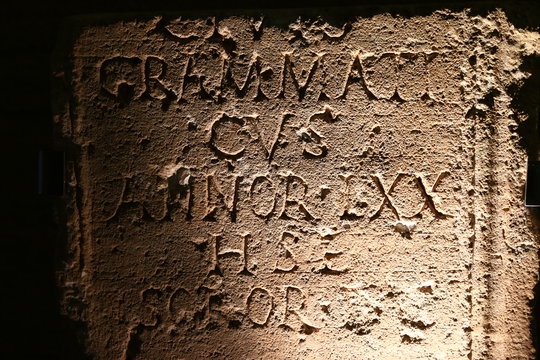 GRAMMATI
CVS
ANNOR·LXX
H S E
SOROR